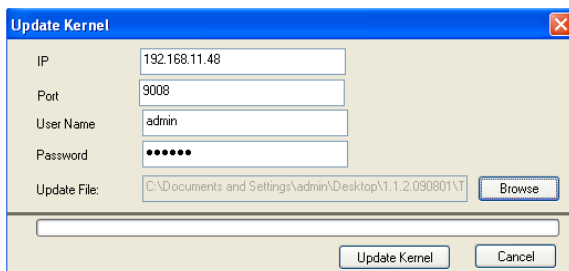 Update Kernel
IP 192.168.11.48
Port 9008
User Name admin
Password ●●●●●●
Update File: C:\Documents and Settings\admin\Desktop\1.1.2.090801\T Browse
Update Kernel Cancel